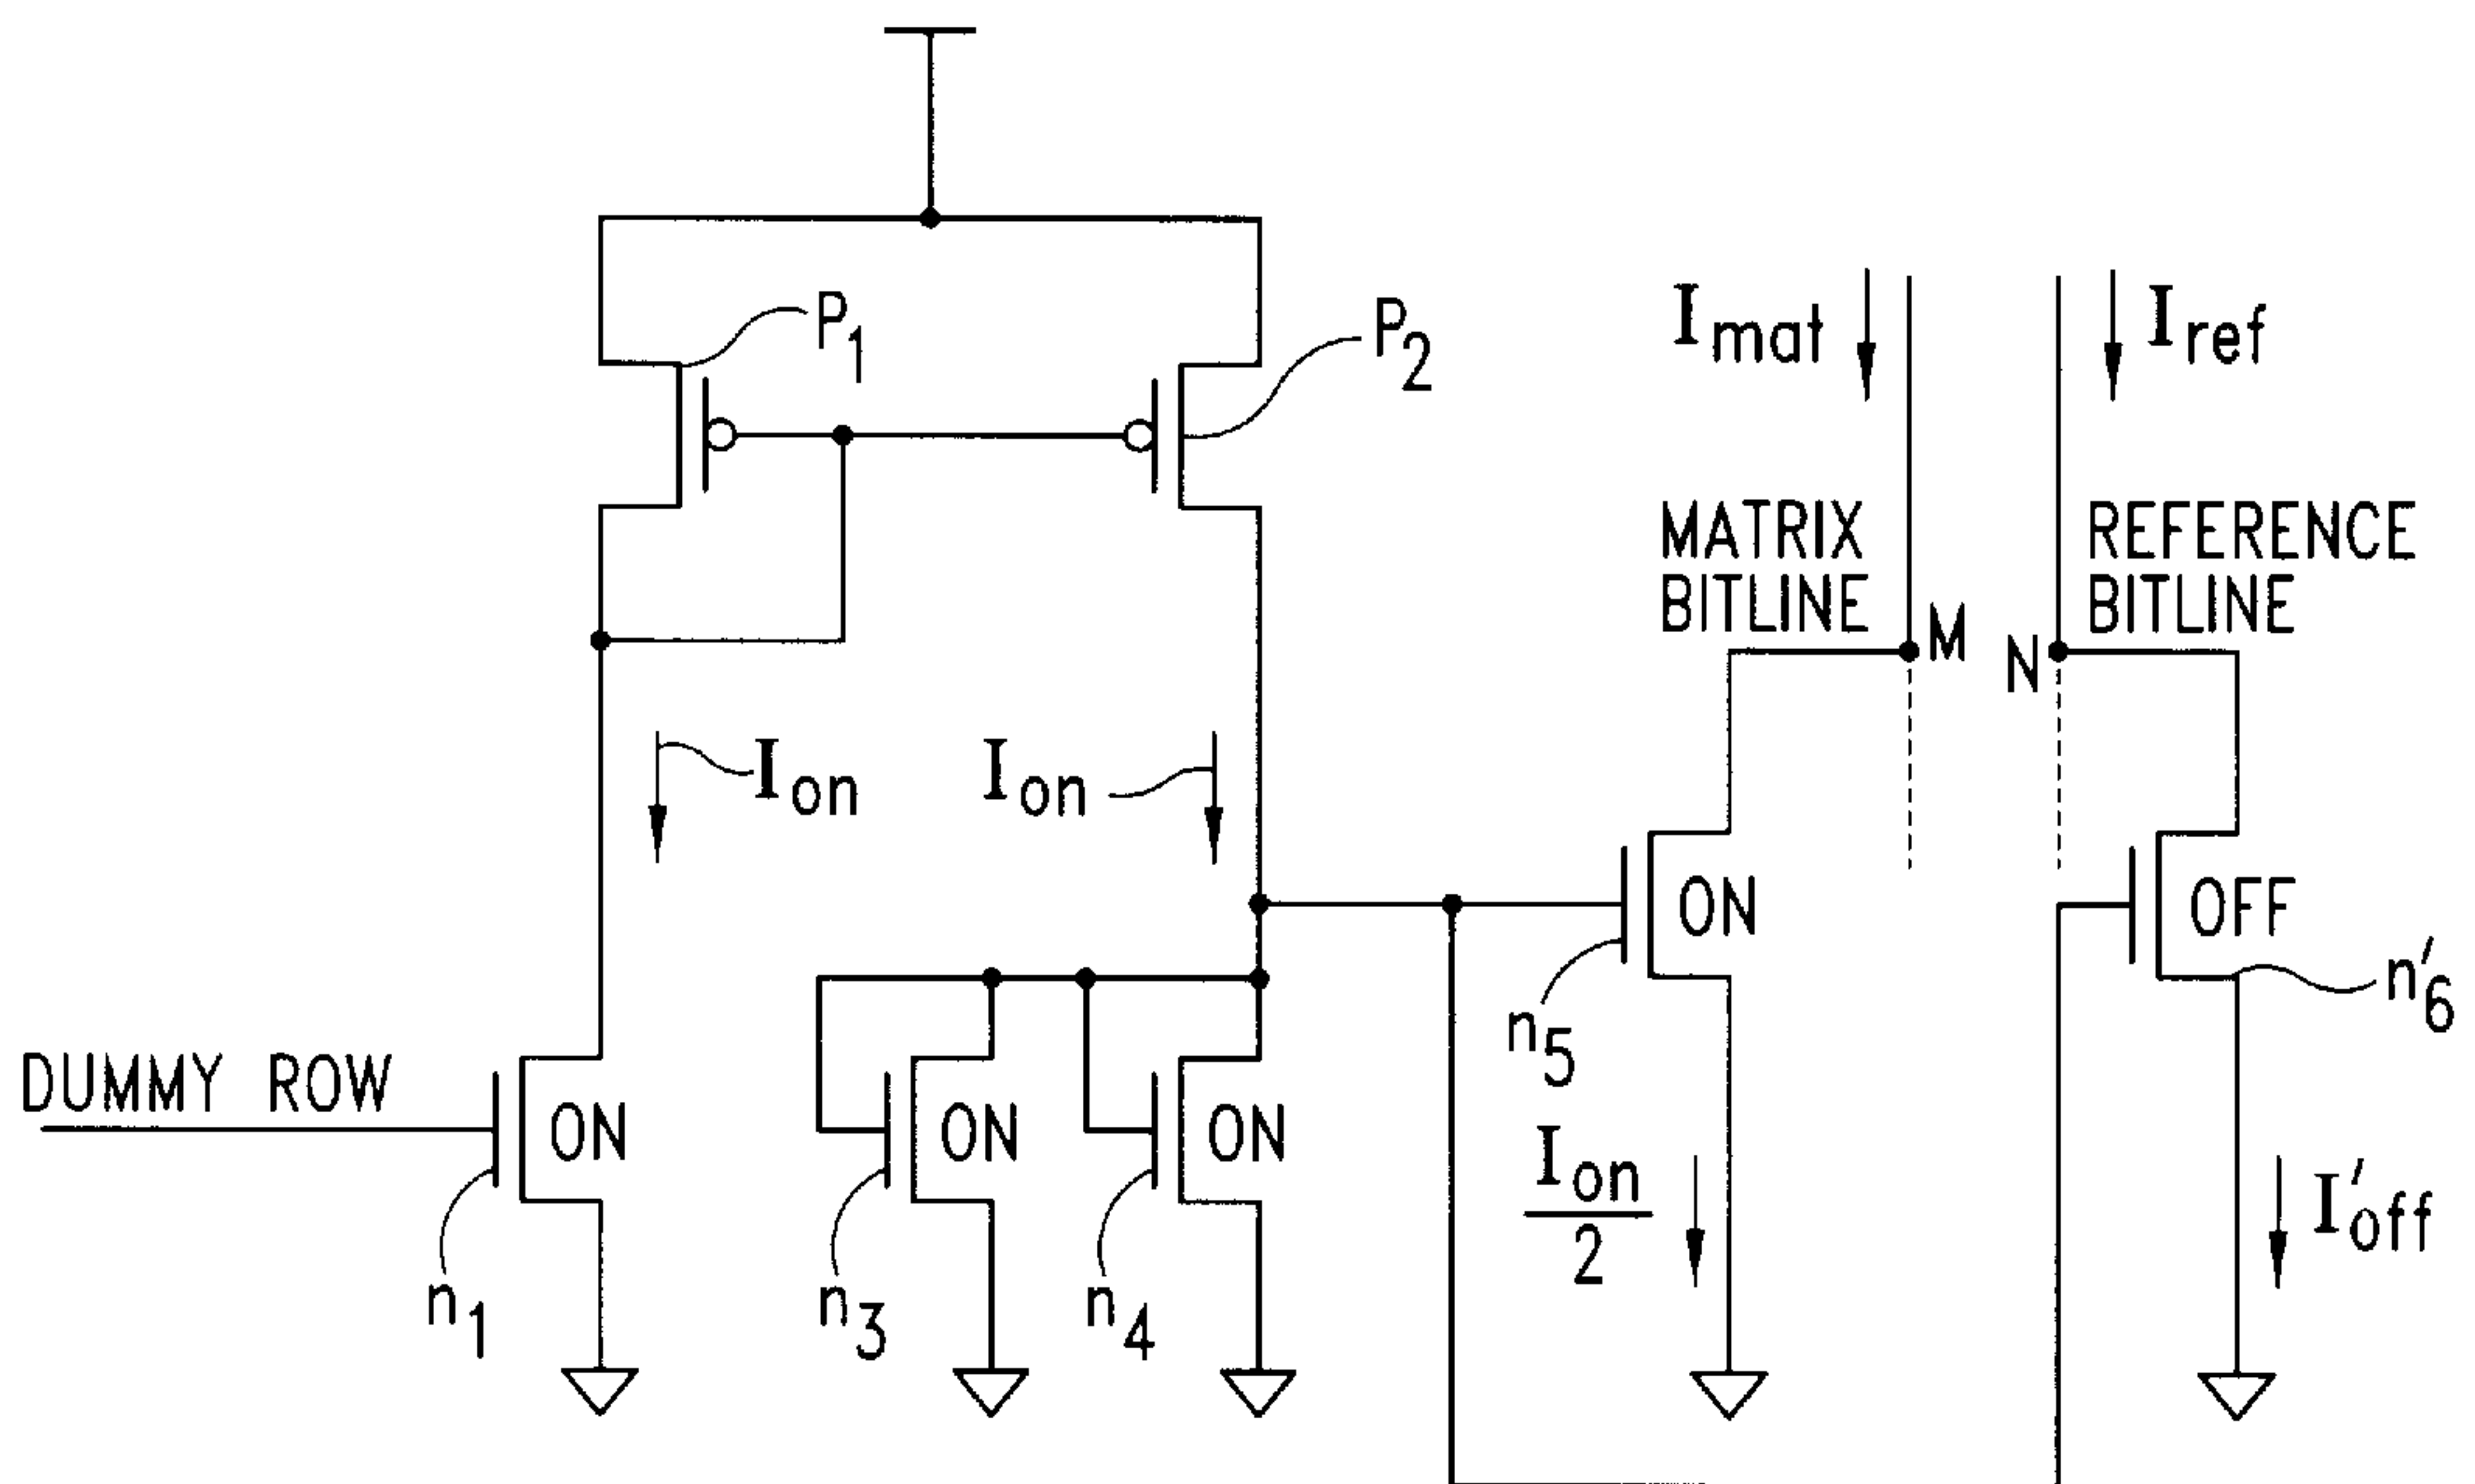 P1
P2
Imat
Iref
MATRIX
BITLINE
REFERENCE
BITLINE
M
N
Ion
Ion
ON
OFF
n5
n'6
DUMMY ROW
ON
ON
ON
Ion
2
I'off
n1
n3
n4